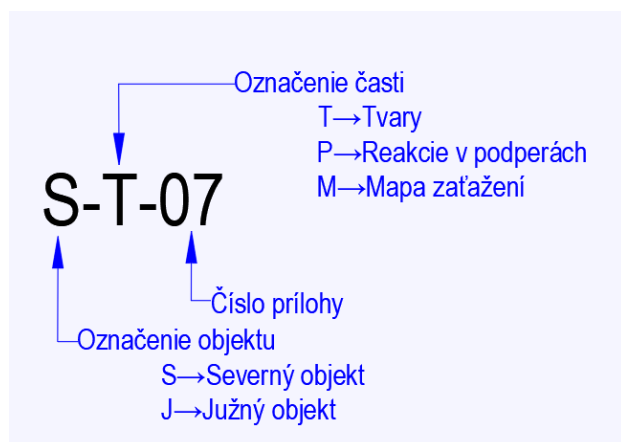 Označenie časti
T→Tvary
P→Reakcie v podperách
M→Mapa zaťažení
S-T-07
Číslo prílohy
Označenie objektu
S→Severný objekt
J→Južný objekt